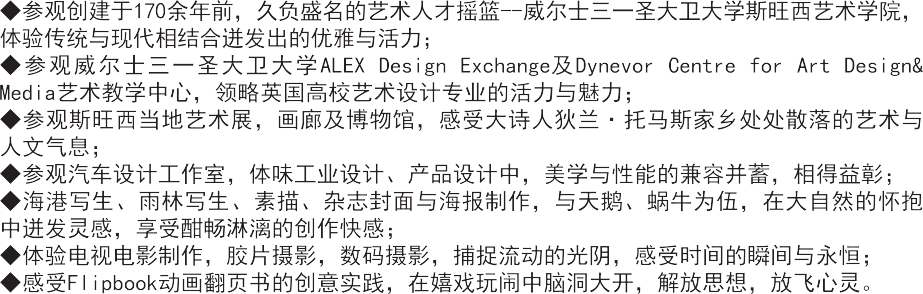 ◆参观创建于170余年前，久负盛名的艺术人才摇篮--威尔士三一圣大卫大学斯旺西艺术学院，
体验传统与现代相结合迸发出的优雅与活力；
◆参观威尔士三一圣大卫大学ALEX Design Exchange及Dynevor Centre for Art Design&
Media艺术教学中心，领略英国高校艺术设计专业的活力与魅力；
◆参观斯旺西当地艺术展，画廊及博物馆，感受大诗人狄兰·托马斯家乡处处散落的艺术与
人文气息；
◆参观汽车设计工作室，体味工业设计、产品设计中，美学与性能的兼容并蓄，相得益彰；
◆海港写生、雨林写生、素描、杂志封面与海报制作，与天鹅、蜗牛为伍，在大自然的怀抱
中迸发灵感，享受酣畅淋漓的创作快感；
◆体验电视电影制作，胶片摄影，数码摄影，捕捉流动的光阴，感受时间的瞬间与永恒；
◆感受Flipbook动画翻页书的创意实践，在嬉戏玩闹中脑洞大开，解放思想，放飞心灵。